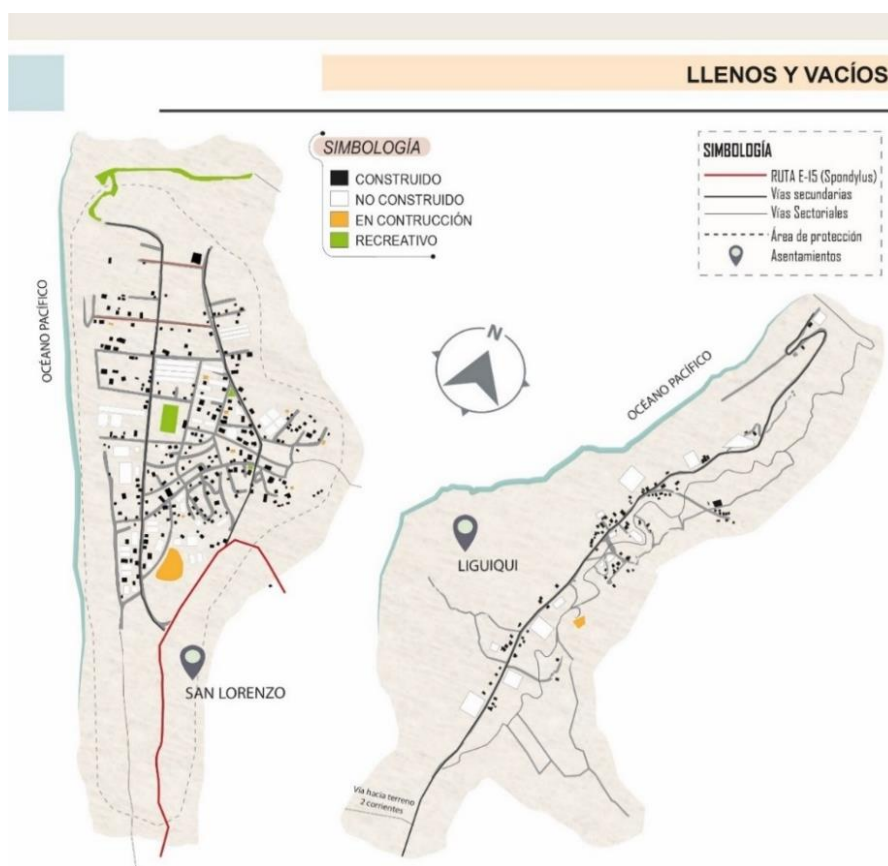 LLENOS Y VACÍOS
SIMBOLOGÍA
CONSTRUIDO
NO CONSTRUIDO
EN CONTRUCCIÓN
RECREATIVO
SIMBOLOGÍA
RUTA E-15 (Spondylus)
Vías secundarias
Vías Sectoriales
Área de protección
Asentamientos
OCÉANO PACÍFICO
N
OCÉANO PACÍFICO
LIGUIQUI
SAN LORENZO
Vía hacia terreno
2 corrientes